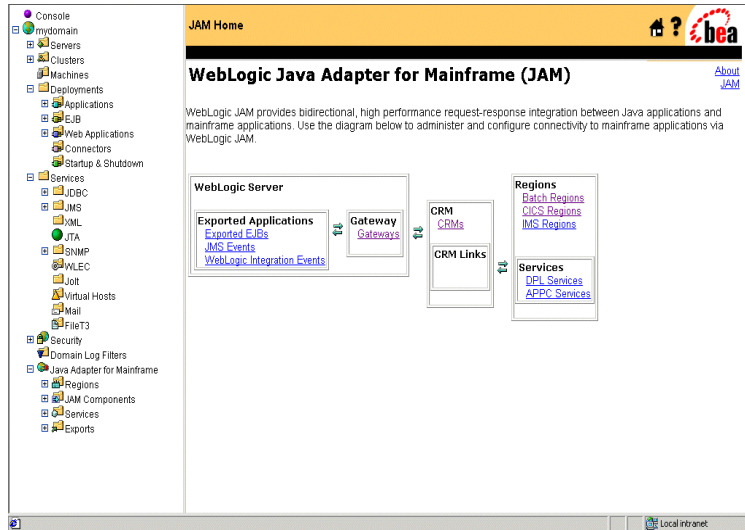 Console
mydomain
Servers
Clusters
Machines
Deployments
Applications
EJB
Web Applications
Connectors
Startup & Shutdown
Services
JDBC
JMS
XML
JTA
SNMP
WLEC
Jolt
Virtual Hosts
Mail
FileT3
Security
Domain Log Filters
Java Adapter for Mainframe
Regions
JAM Components
Services
Exports
JAM Home
?
bea
WebLogic Java Adapter for Mainframe (JAM)
About
JAM
WebLogic JAM provides bidirectional, high performance request-response integration between Java applications and
mainframe applications. Use the diagram below to administer and configure connectivity to mainframe applications via
WebLogic JAM.
WebLogic Server
Exported Applications
Exported EJBs
JMS Events
WebLogic Integration Events
Gateway
Gateways
CRM
CRMs
CRM Links
Regions
Batch Regions
CICS Regions
IMS Regions
Services
DPL Services
APPC Services
Local intranet